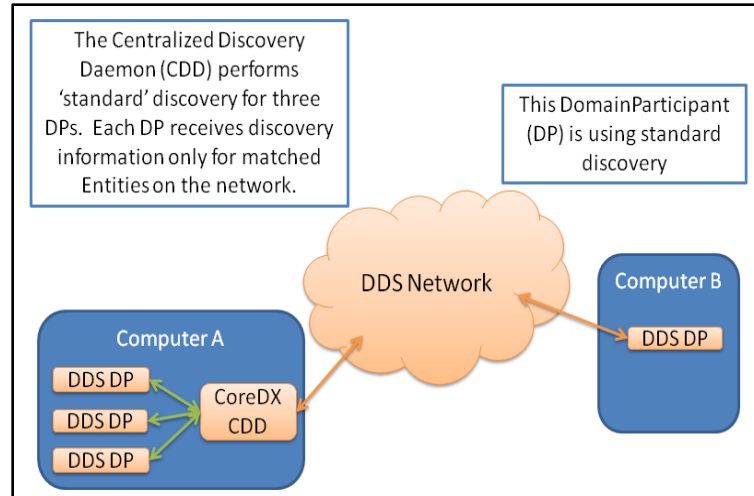 The Centralized Discovery
Daemon (CDD) performs
‘standard’ discovery for three
DPs.  Each DP receives discovery
information only for matched
Entities on the network.
This DomainParticipant
(DP) is using standard
discovery
DDS Network
Computer A
DDS DP
DDS DP
DDS DP
CoreDX
CDD
Computer B
DDS DP